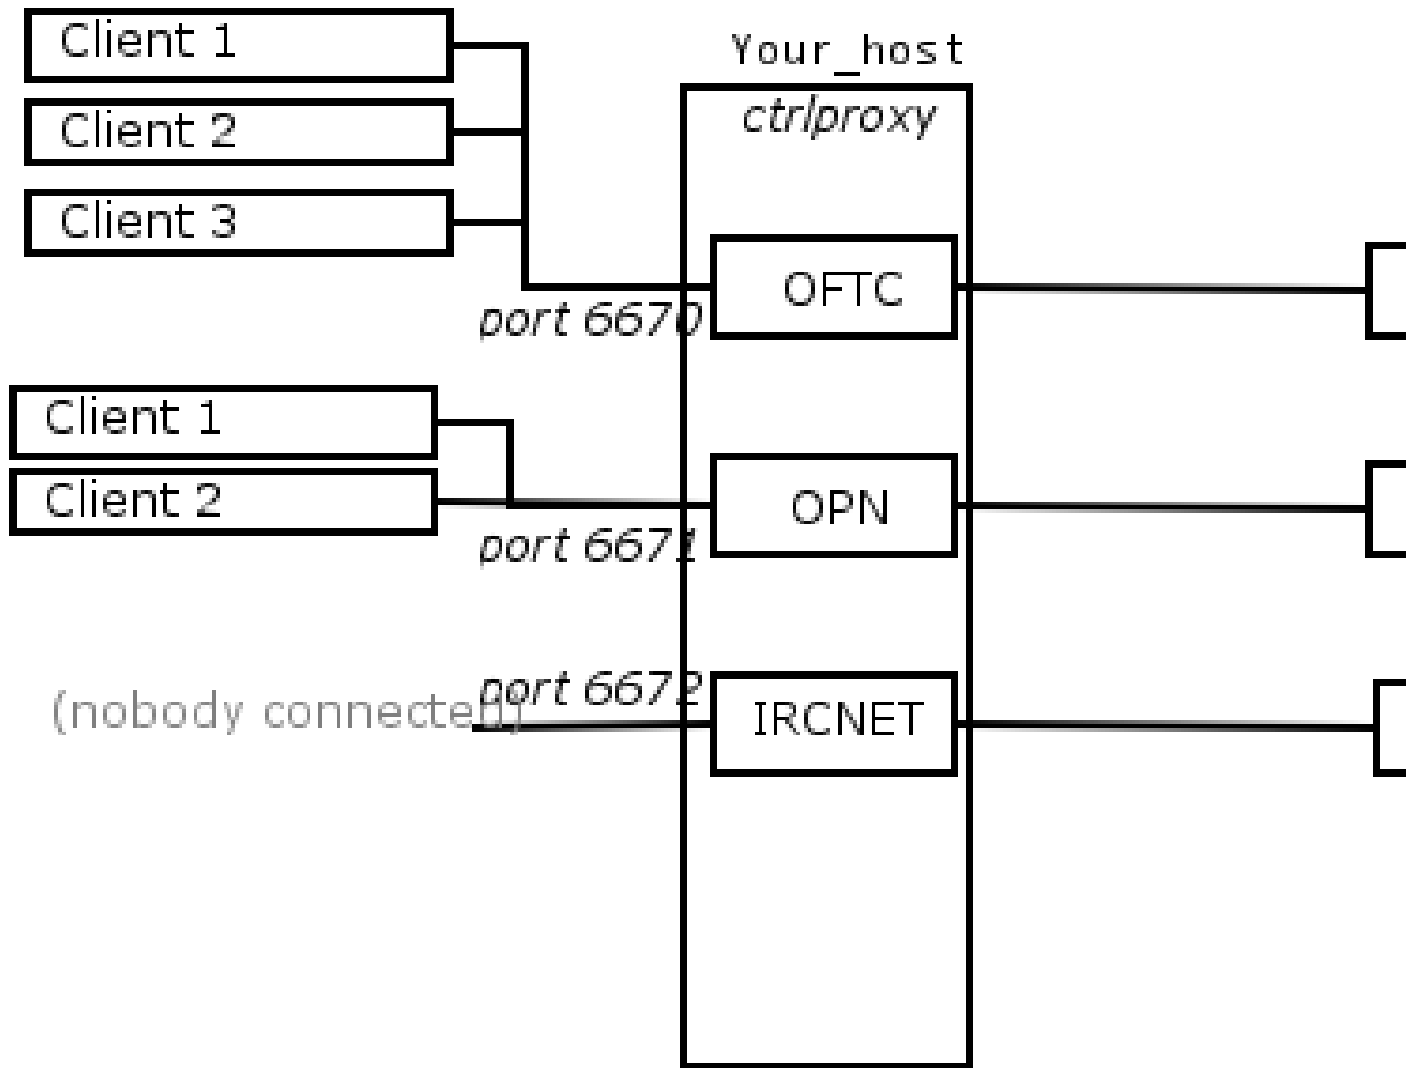 Client 1
Client 2
Client 3
Your_host
ctrlproxy
OFTC
port 6670
Client 1
Client 2
OPN
port 6671
(nobody connected)
port 6672
IRCNET